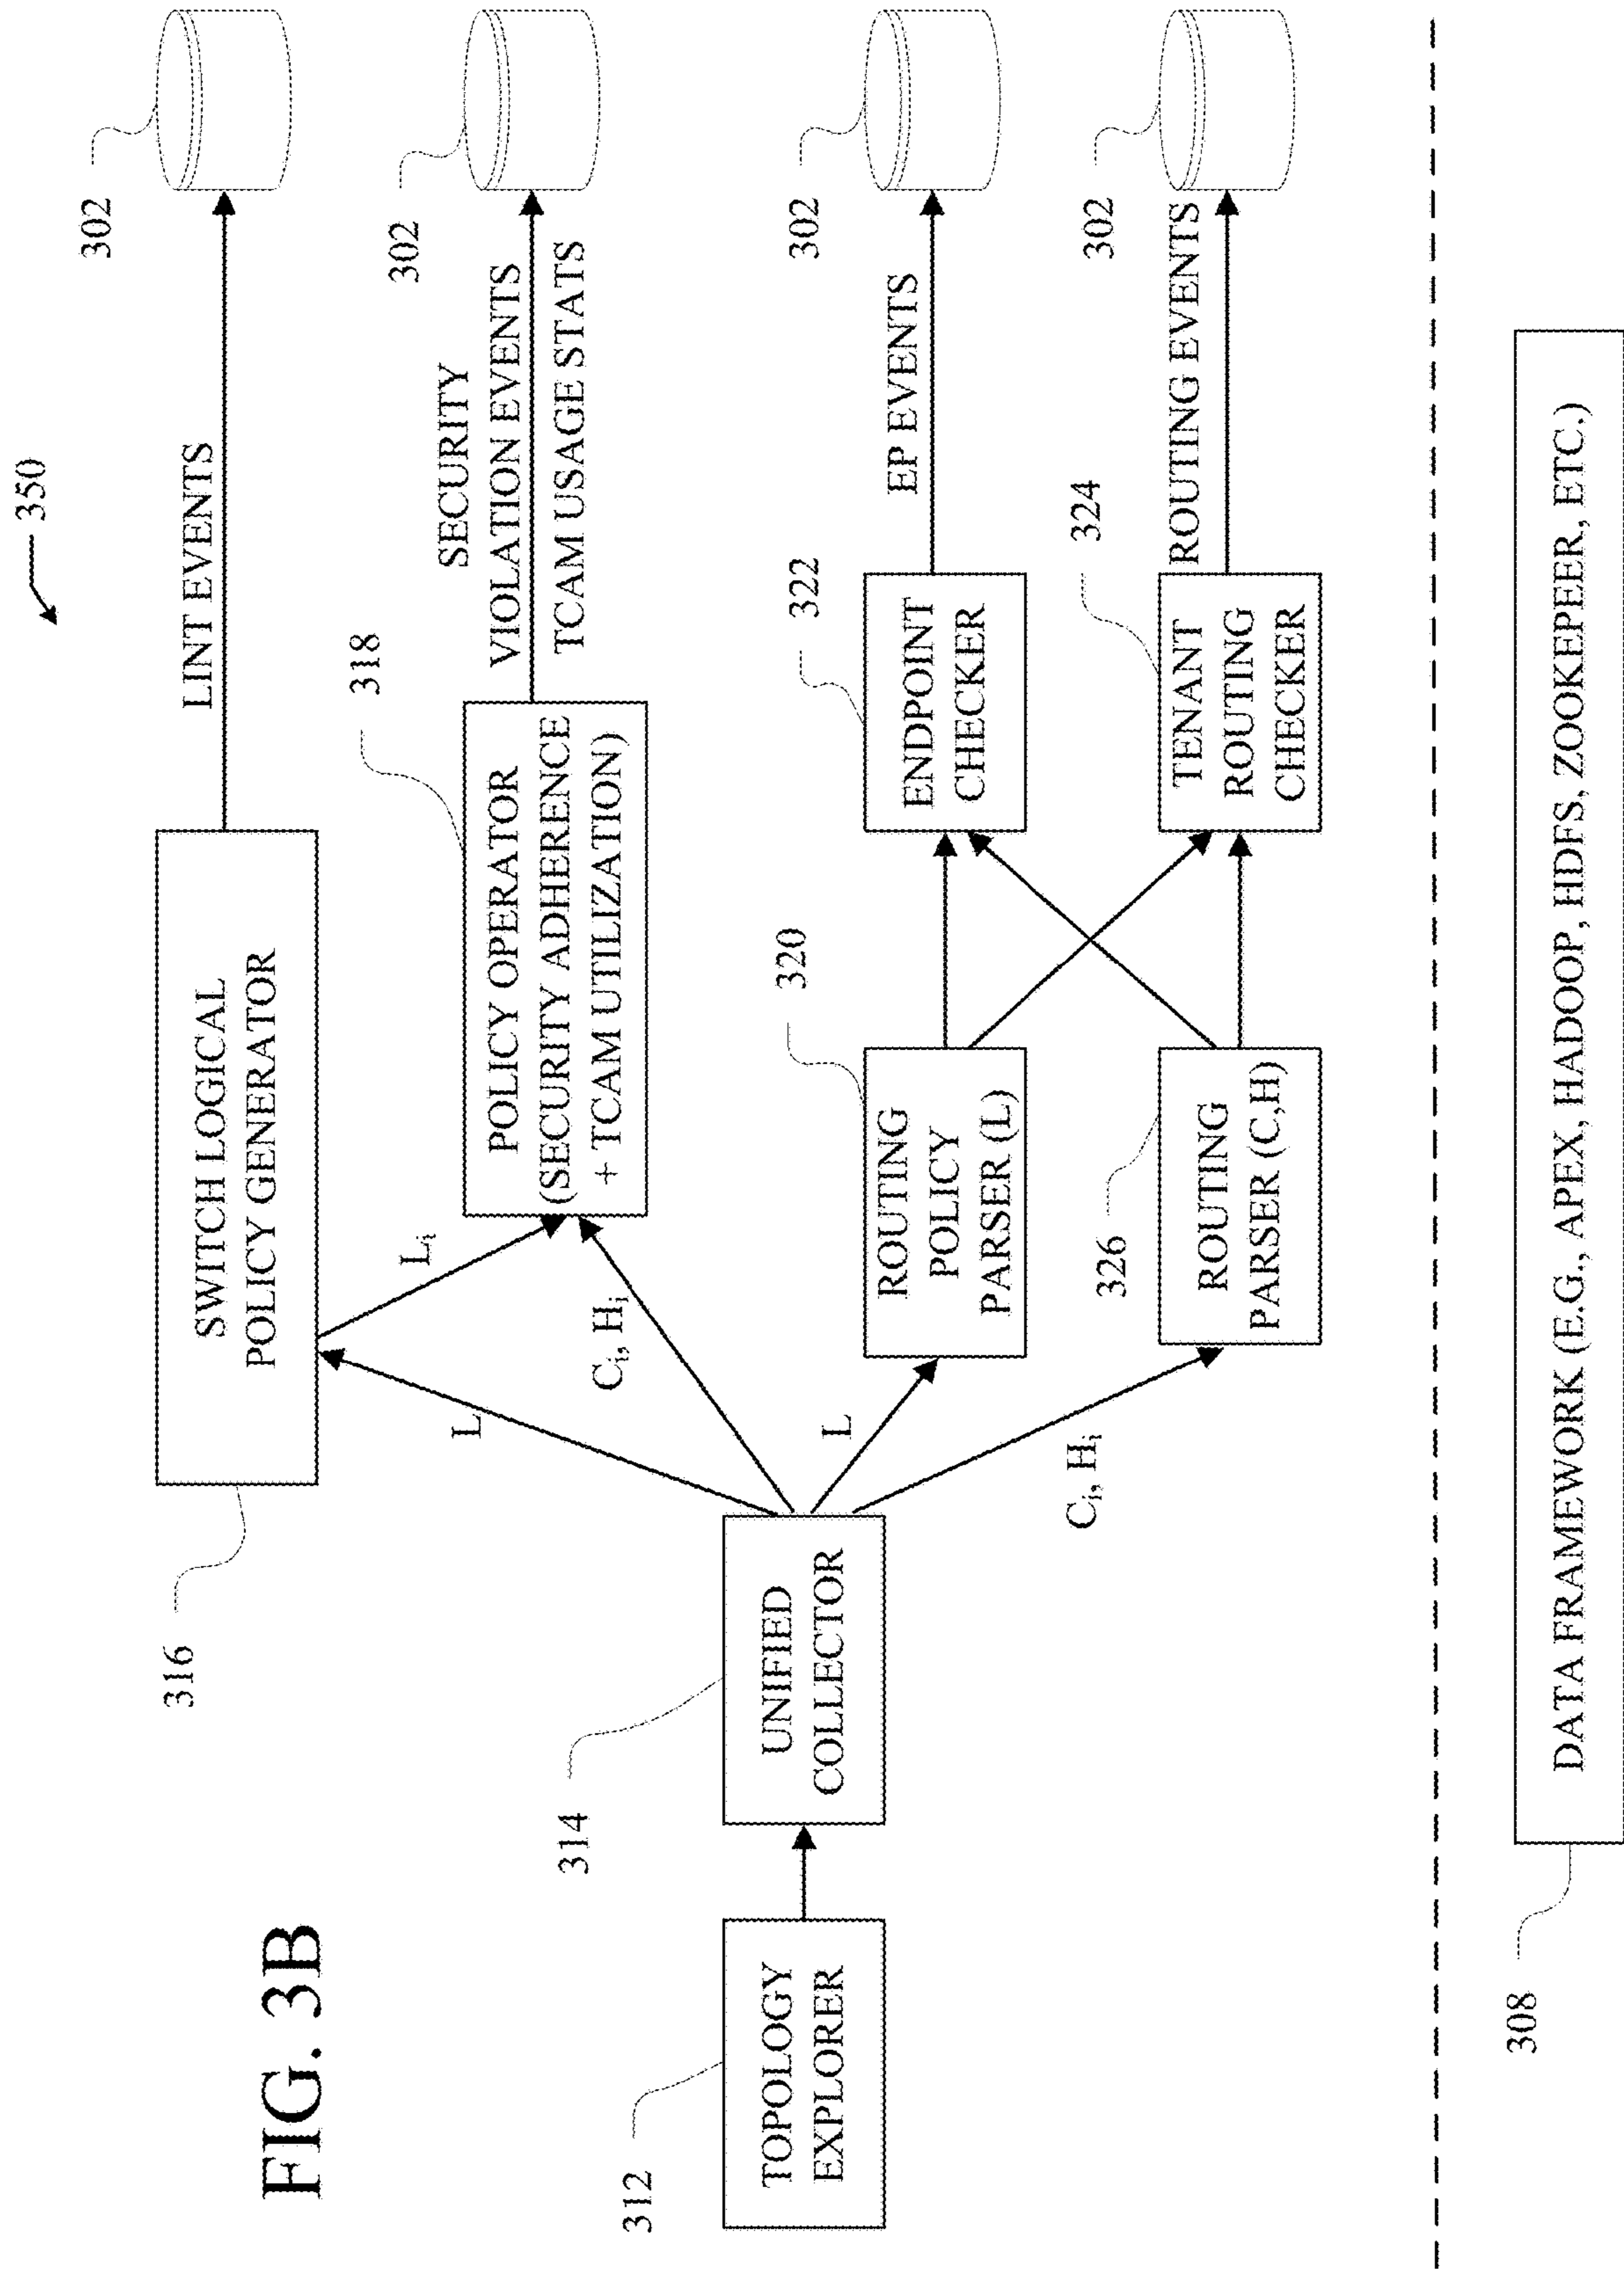 FIG. 3B
350
312
TOPOLOGY
EXPLORER
314
UNIFIED
COLLECTOR
316
SWITCH LOGICAL
POLICY GENERATOR
LINT EVENTS
302
L
Lᵢ
Cᵢ, Hᵢ
318
POLICY OPERATOR
(SECURITY ADHERENCE
+ TCAM UTILIZATION)
SECURITY
VIOLATION EVENTS
TCAM USAGE STATS
302
L
320
ROUTING
POLICY
PARSER (L)
322
ENDPOINT
CHECKER
EP EVENTS
302
Cᵢ, Hᵢ
326
ROUTING
PARSER (C,H)
324
TENANT
ROUTING
CHECKER
ROUTING EVENTS
302
308
DATA FRAMEWORK (E.G., APEX, HADOOP, HDFS, ZOOKEPEER, ETC.)